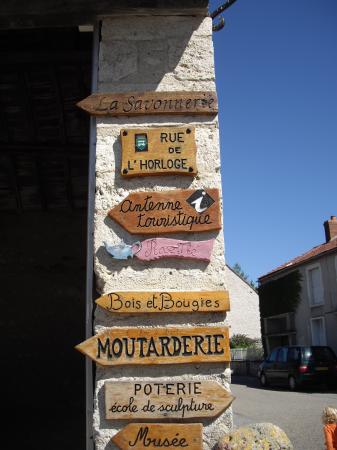 La Savonnerie
RUE
DE
L'HORLOGE
Antenne
touristique
i
Bois et Bougies
MOUTARDERIE
POTERIE
école de sculpture
Musée